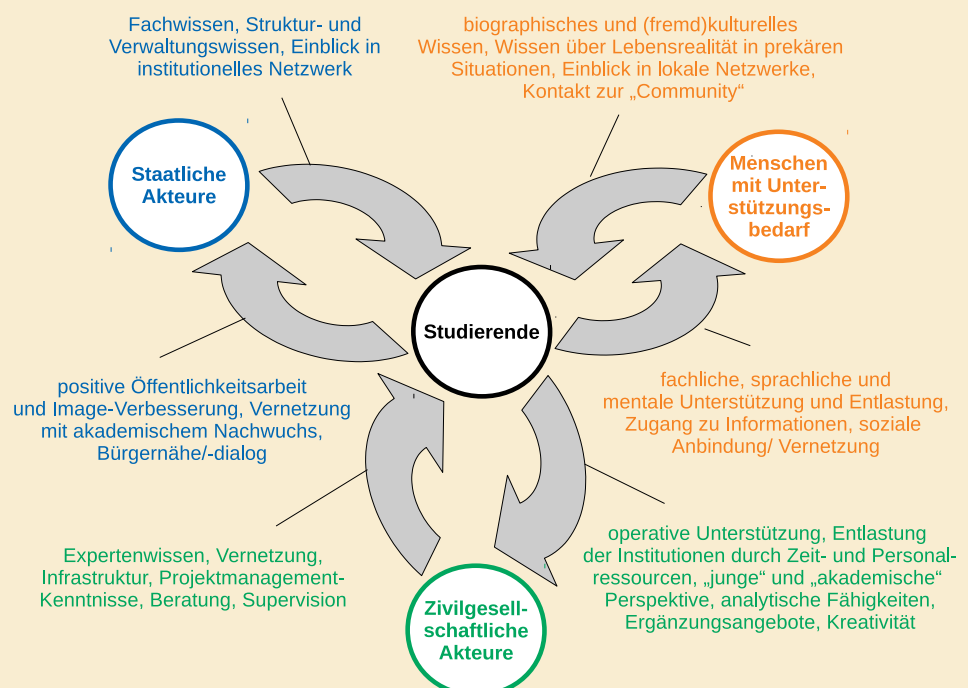 Fachwissen, Struktur- und
Verwaltungswissen, Einblick in
institutionelles Netzwerk
biographisches und (fremd)kulturelles
Wissen, Wissen über Lebensrealität in prekären
Situationen, Einblick in lokale Netzwerke,
Kontakt zur „Community“
Staatliche
Akteure
Menschen
mit Unter-
stützungs-
bedarf
Studierende
positive Öffentlichkeitsarbeit
und Image-Verbesserung, Vernetzung
mit akademischem Nachwuchs,
Bürgernähe/-dialog
fachliche, sprachliche und
mentale Unterstützung und Entlastung,
Zugang zu Informationen, soziale
Anbindung/ Vernetzung
Expertenwissen, Vernetzung,
Infrastruktur, Projektmanagement-
Kenntnisse, Beratung, Supervision
operative Unterstützung, Entlastung
der Institutionen durch Zeit- und Personal-
ressourcen, „junge“ und „akademische“
Perspektive, analytische Fähigkeiten,
Ergänzungsangebote, Kreativität
Zivilgesell-
schaftliche
Akteure